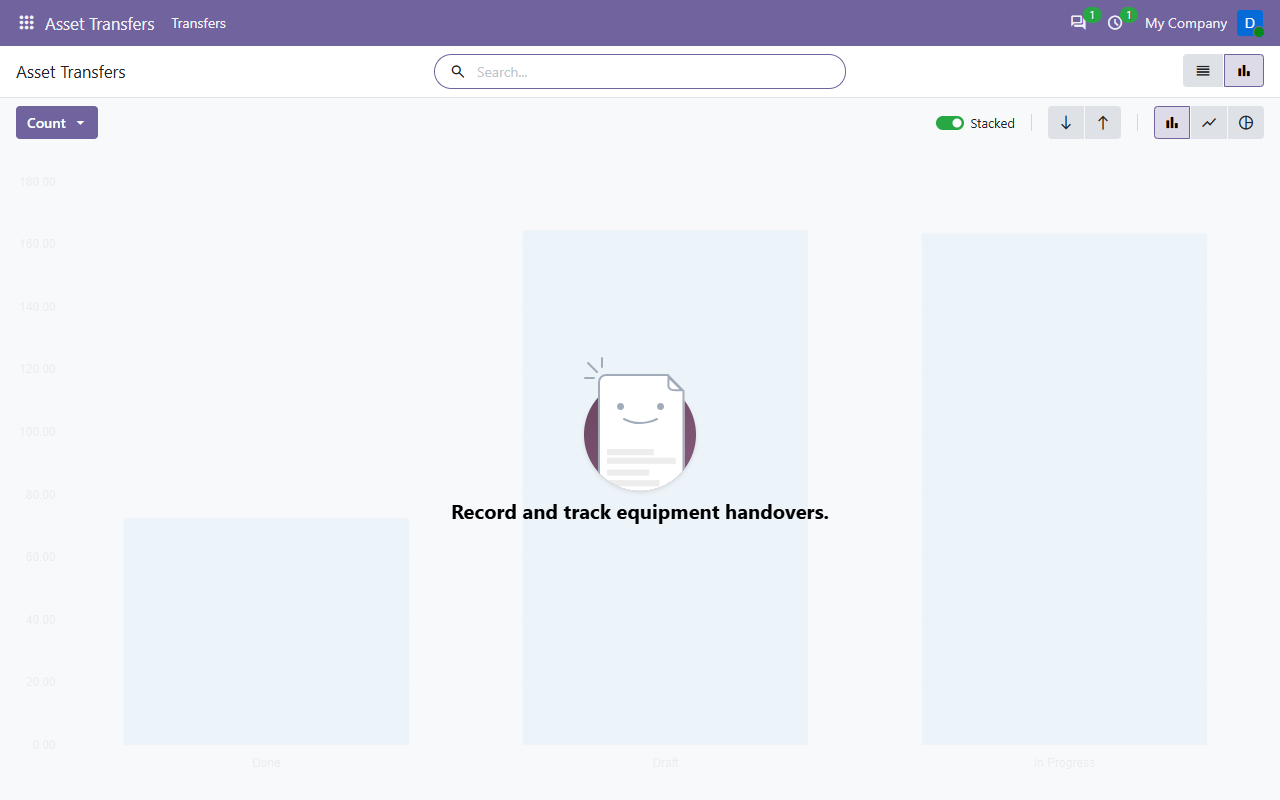 Asset Transfers Transfers 1 1 My Company D
Asset Transfers Search...
Count Stacked
180.00
160.00
140.00
120.00
100.00
80.00
Record and track equipment handovers.
60.00
40.00
20.00
0.00
Done Draft In Progress